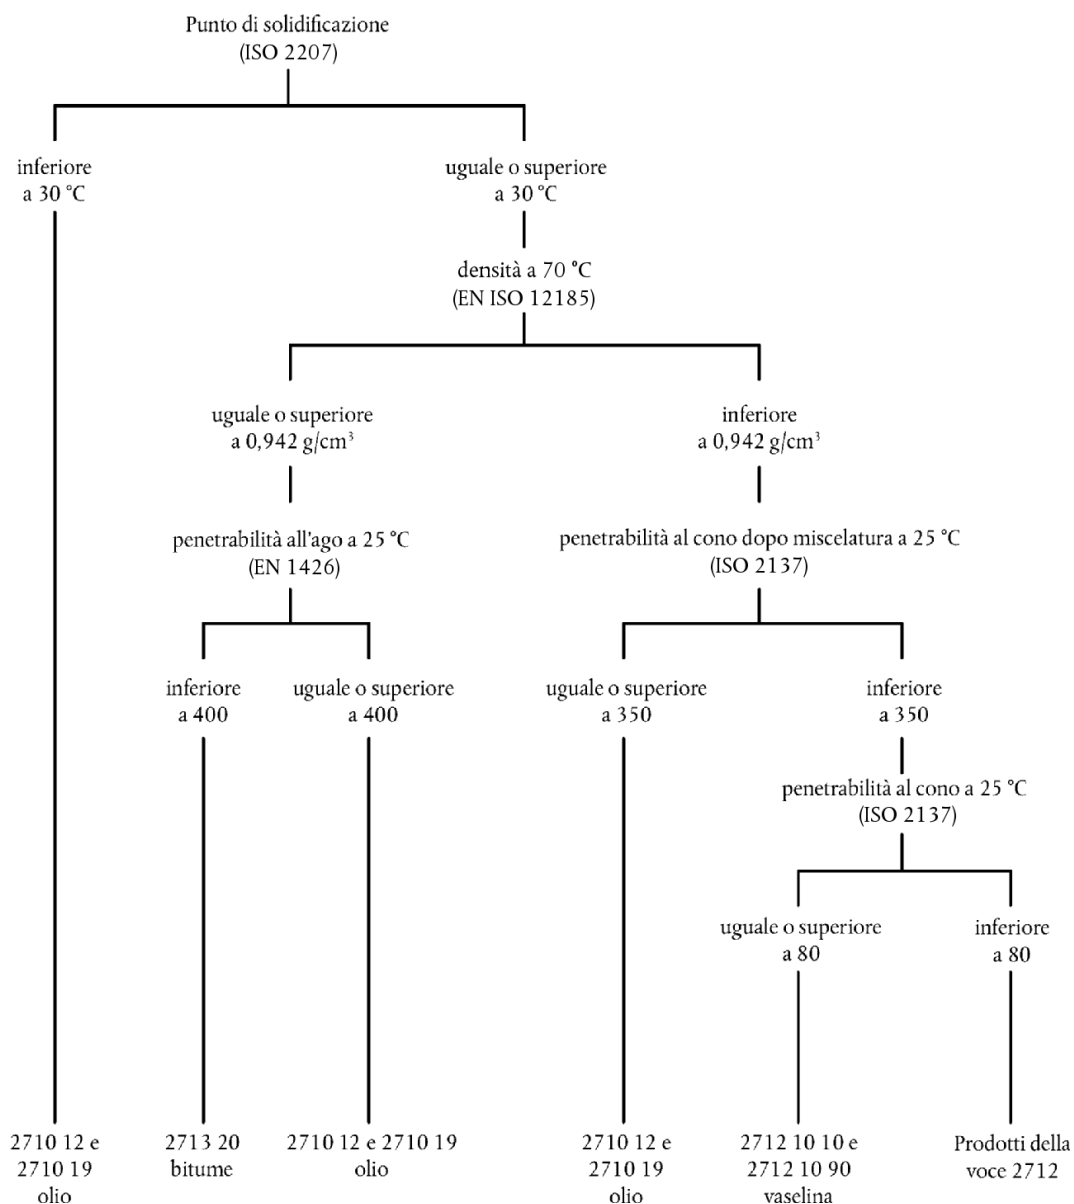 Punto di solidificazione
(ISO 2207)
inferiore
a 30 °C
uguale o superiore
a 30 °C
densità a 70 °C
(EN ISO 12185)
uguale o superiore
a 0,942 g/cm³
inferiore
a 0,942 g/cm³
penetrabilità all'ago a 25 °C
(EN 1426)
penetrabilità al cono dopo miscelatura a 25 °C
(ISO 2137)
inferiore
a 400
uguale o superiore
a 400
uguale o superiore
a 350
inferiore
a 350
penetrabilità al cono a 25 °C
(ISO 2137)
uguale o superiore
a 80
inferiore
a 80
2710 12 e
2710 19
olio
2713 20
bitume
2710 12 e 2710 19
olio
2710 12 e
2710 19
olio
2712 10 10 e
2712 10 90
vaselina
Prodotti della
voce 2712